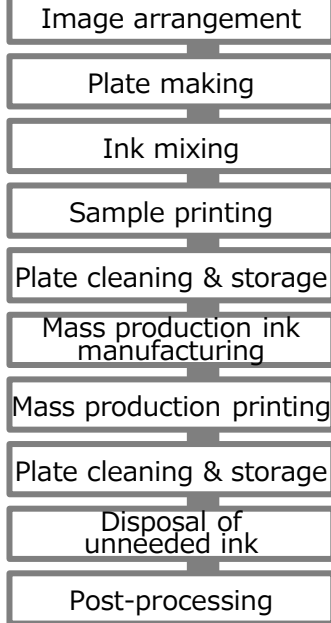 Image arrangement
Plate making
Ink mixing
Sample printing
Plate cleaning & storage
Mass production ink
manufacturing
Mass production printing
Plate cleaning & storage
Disposal of
unneeded ink
Post-processing